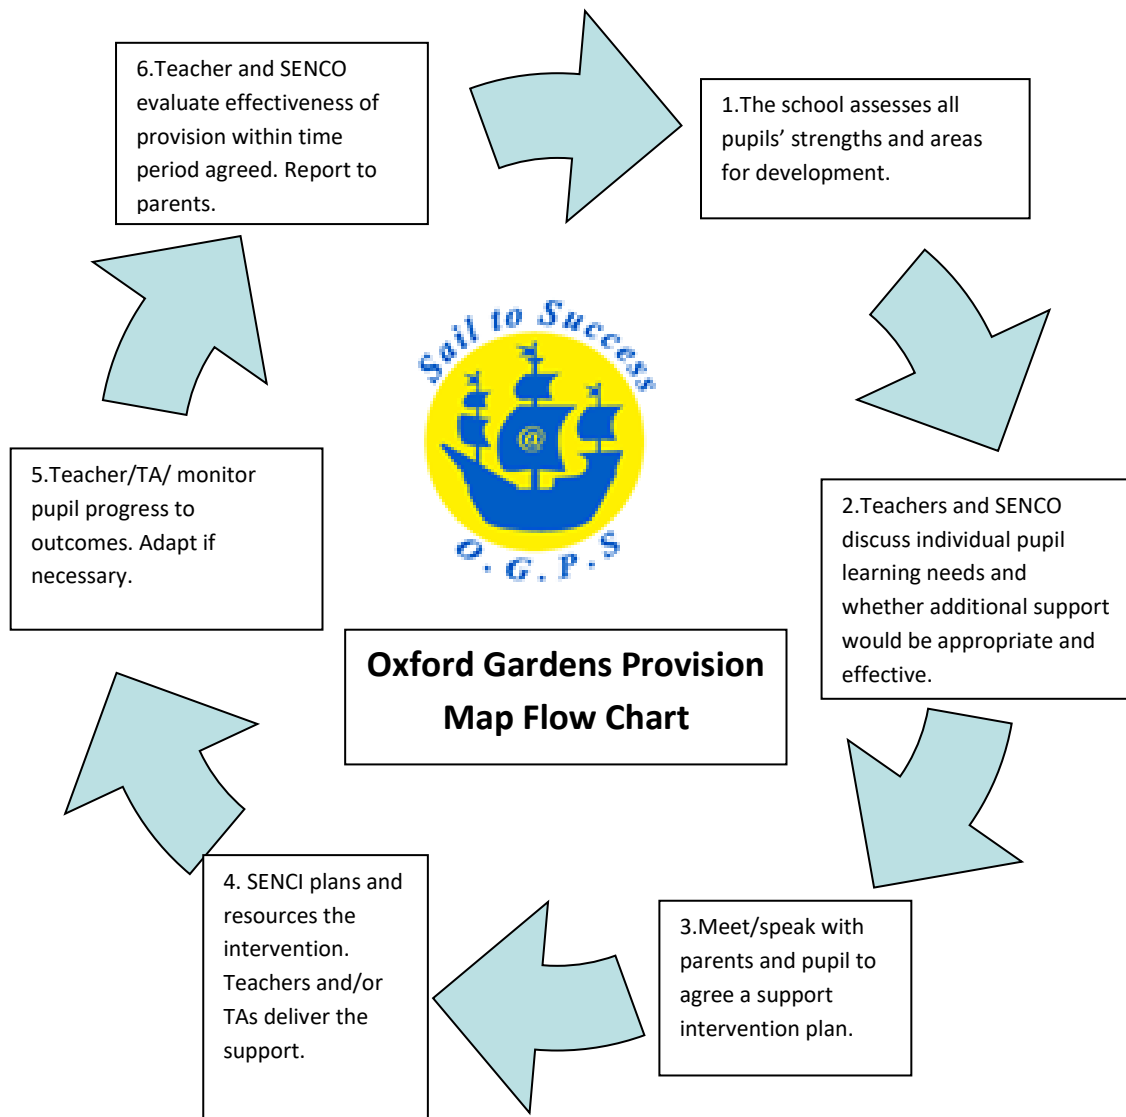 6.Teacher and SENCO
evaluate effectiveness of
provision within time
period agreed. Report to
parents.
1.The school assesses all
pupils’ strengths and areas
for development.
Sail to Success
@
O.G.P.S
5.Teacher/TA/ monitor
pupil progress to
outcomes. Adapt if
necessary.
2.Teachers and SENCO
discuss individual pupil
learning needs and
whether additional support
would be appropriate and
effective.
Oxford Gardens Provision
Map Flow Chart
4. SENCI plans and
resources the
intervention.
Teachers and/or
TAs deliver the
support.
3.Meet/speak with
parents and pupil to
agree a support
intervention plan.